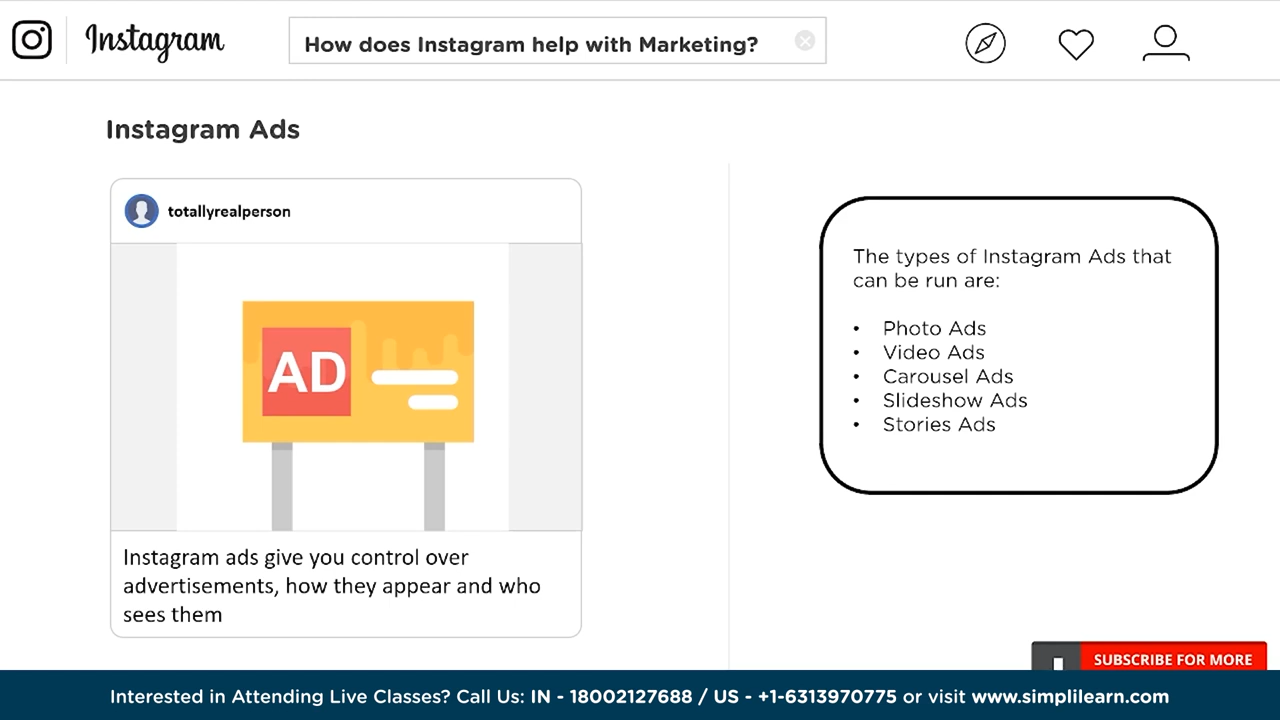 Instagram
How does Instagram help with Marketing?
Instagram Ads
totallyrealperson
AD
Instagram ads give you control over
advertisements, how they appear and who
sees them
The types of Instagram Ads that
can be run are:
• Photo Ads
• Video Ads
• Carousel Ads
• Slideshow Ads
• Stories Ads
SUBSCRIBE FOR MORE
Interested in Attending Live Classes? Call Us: IN - 18002127688 / US - +1-6313970775 or visit www.simplilearn.com